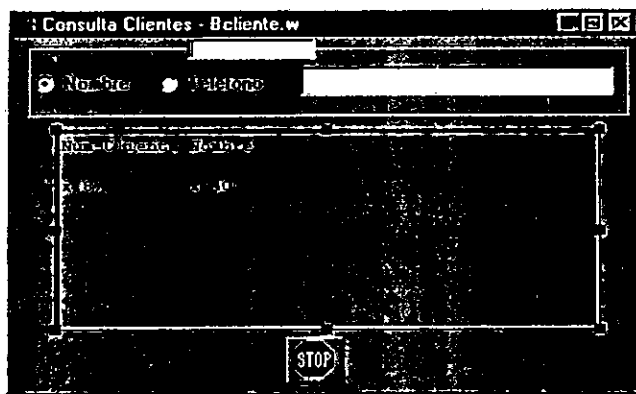 Consulta Clientes - Bcliente.w
Nombre Telefono
Num-Cliente Nombre
STOP